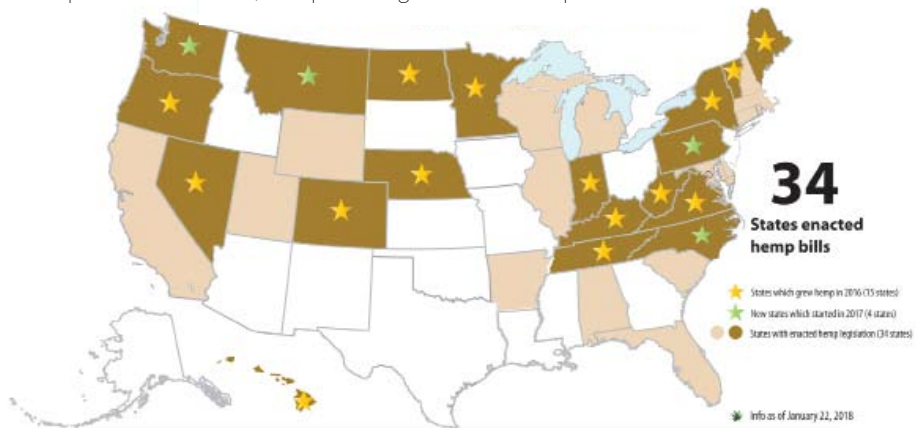 34
States enacted
hemp bills
States which grew hemp in 2016 (15 states)
New states which started in 2017 (4 states)
States with enacted hemp legislation (34 states)
Info as of January 22, 2018